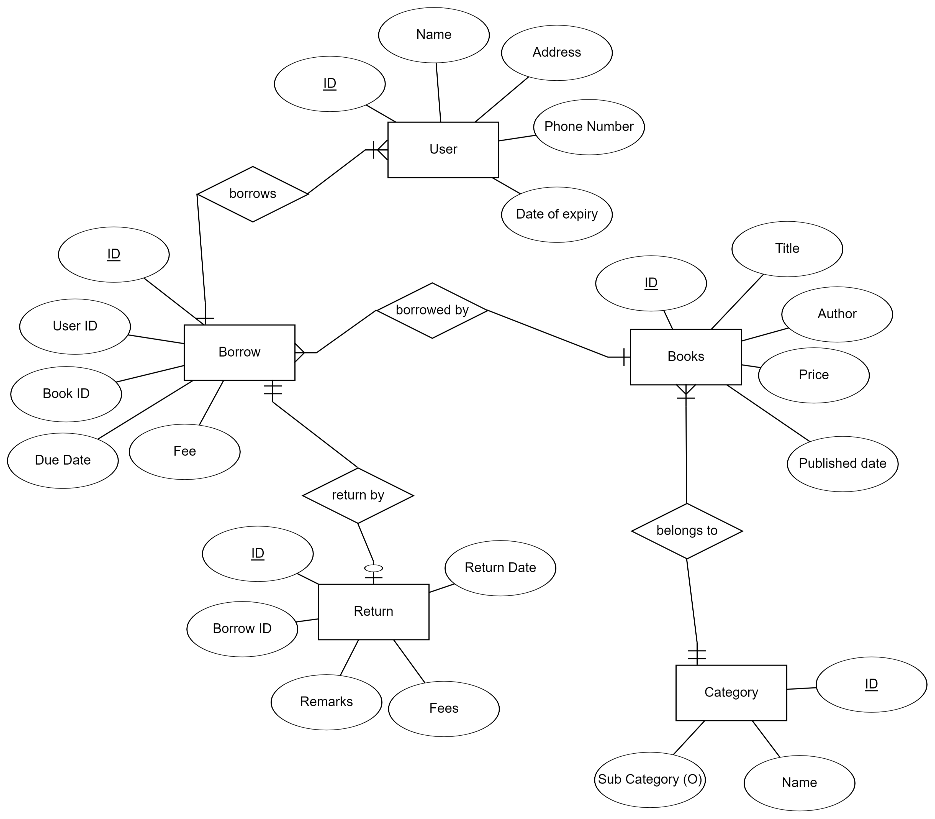 Name
Address
ID
Phone Number
User
borrows
Date of expiry
ID
Title
ID
borrowed by
Author
User ID
Borrow
Books
Price
Book ID
Due Date
Fee
Published date
return by
belongs to
ID
Return Date
Return
Borrow ID
ID
Category
Remarks
Fees
Sub Category (O)
Name